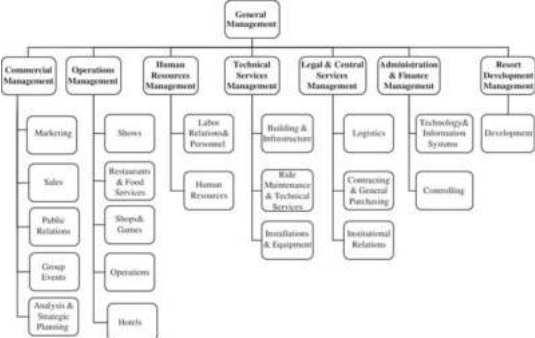 General
Management
Commercial
Management
Operations
Management
Human
Resources
Management
Technical
Services
Management
Legal & Central
Services
Management
Administration
& Finance
Management
Resort
Development
Management
Marketing
Sales
Public
Relations
Group
Events
Analysis &
Strategic
Planning
Shows
Restaurants
& Food
Services
Shops&
Games
Operations
Hotels
Labor
Relations&
Personnel
Human
Resources
Building &
Infrastructure
Ride
Maintenance
& Technical
Services
Installations
& Equipment
Logistics
Contracting
& General
Purchasing
Institutional
Relations
Technology&
Information
Systems
Controlling
Development